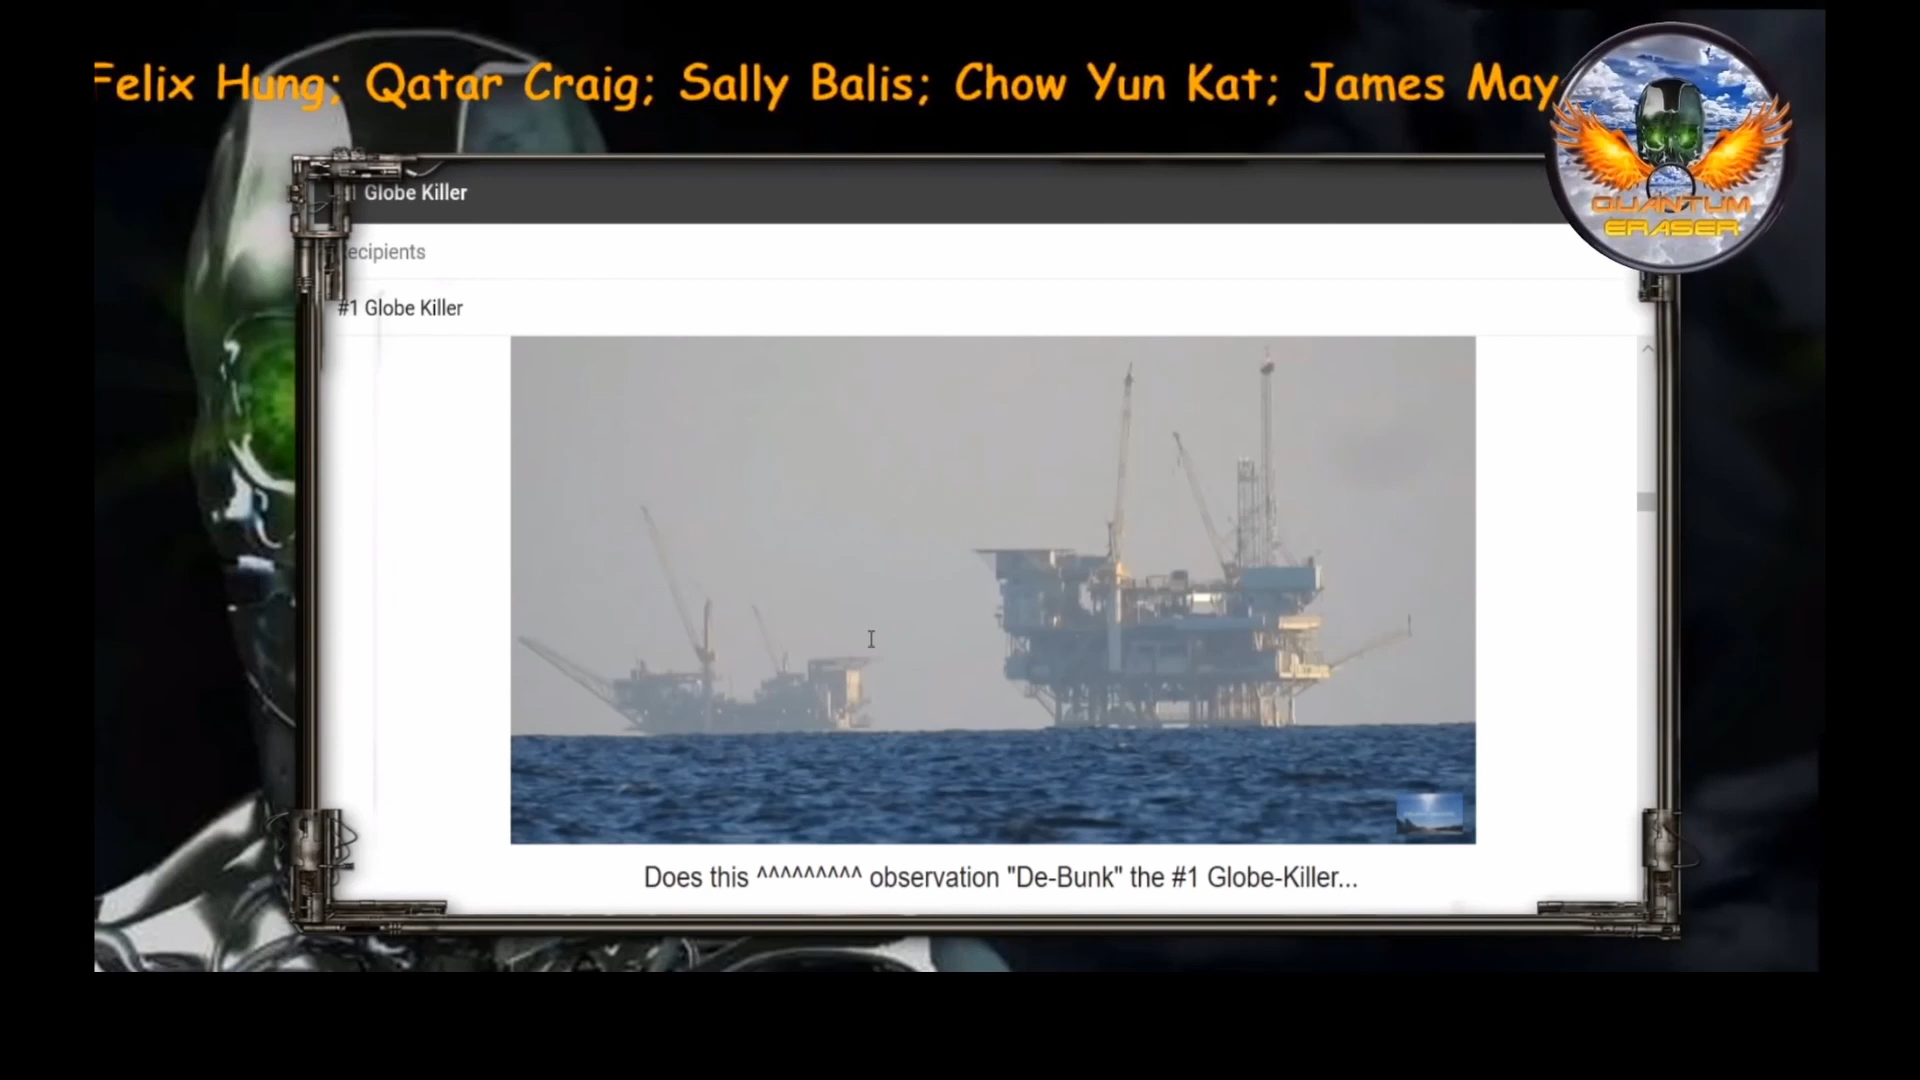 Felix Hung; Qatar Craig; Sally Balis; Chow Yun Kat; James May
QUANTUM
ERASER
Globe Killer
ecipients
#1 Globe Killer
Does this ^^^^^^^^^ observation "De-Bunk" the #1 Globe-Killer...